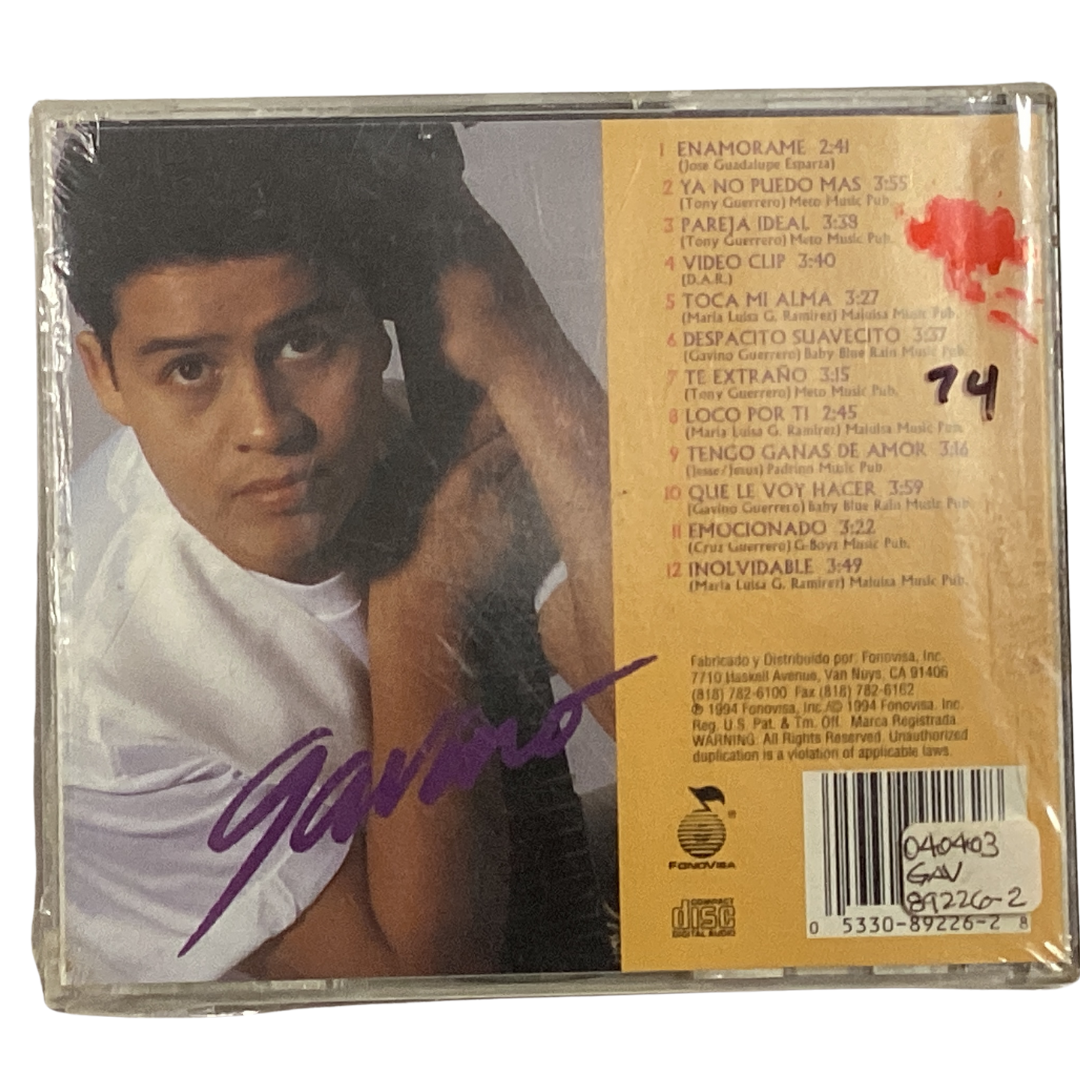 1 ENAMORAME 2:41
(Jose Guadalupe Esparza)
2 YA NO PUEDO MAS 3:55
(Tony Guerrero) Meto Music Pub.
3 PAREJA IDEAL 3:38
(Tony Guerrero) Meto Music Pub.
4 VIDEO CLIP 3:40
(D.A.R.)
5 TOCA MI ALMA 3:27
(Maria Luisa G. Ramirez) Maluisa Music Pub.
6 DESPACITO SUAVECITO 3:37
(Gavino Guerrero) Baby Blue Rain Music Pub.
7 TE EXTRAÑO 3:15
(Tony Guerrero) Meto Music Pub.
74
8 LOCO POR TI 2:45
(Maria Luisa G. Ramirez) Maluisa Music Pub.
9 TENGO GANAS DE AMOR 3:16
(Jesse/Jesus) Padrino Music Pub.
10 QUE LE VOY HACER 3:59
(Gavino Guerrero) Baby Blue Rain Music Pub.
11 EMOCIONADO 3:22
(Cruz Guerrero) G-Boyz Music Pub.
12 INOLVIDABLE 3:49
(Maria Luisa G. Ramirez) Maluisa Music Pub.
gavino
Fabricado y Distribuido por: Fonovisa, Inc.
7710 Haskell Avenue, Van Nuys, CA 91406
(818) 782-6100 Fax (818) 782-6162
℗ 1994 Fonovisa, Inc./© 1994 Fonovisa, Inc.
Reg. U.S. Pat. & Tm. Off. Marca Registrada
WARNING: All Rights Reserved. Unauthorized
duplication is a violation of applicable laws.
®
FONOVISA
COMPACT
disc
DIGITAL AUDIO
040403
GAV
89226-2
0 5330-89226-2 8